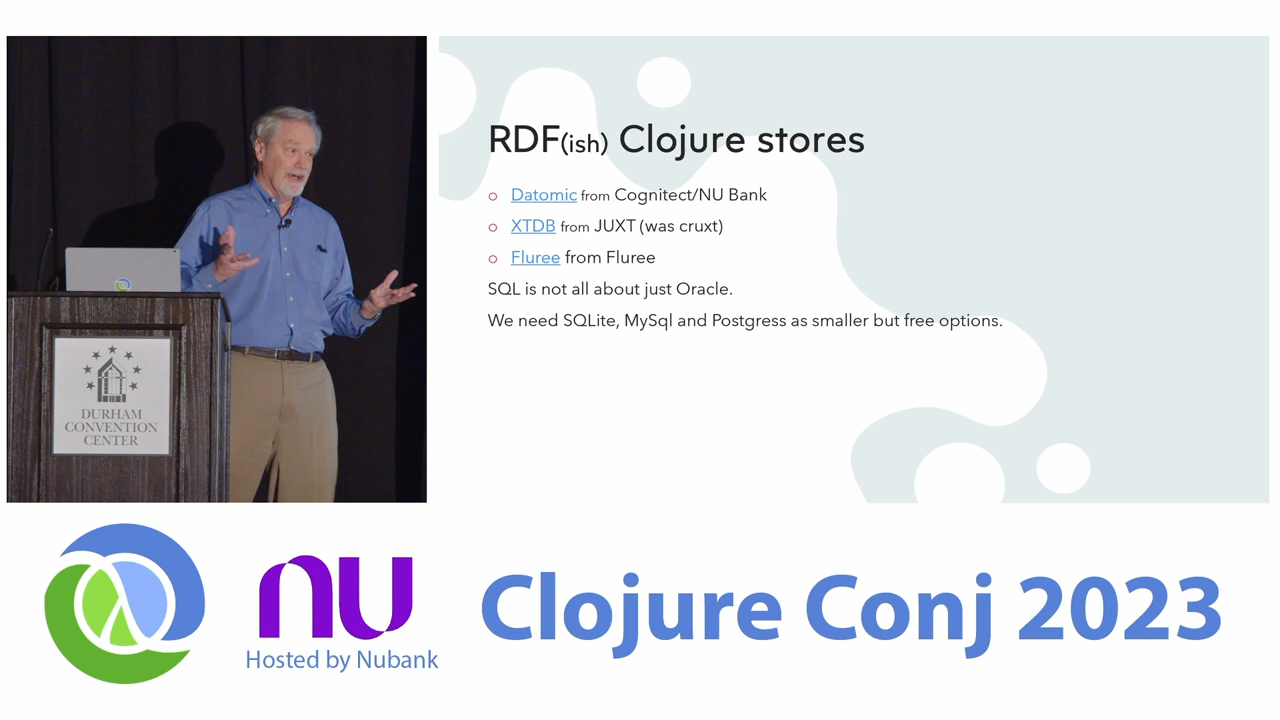 RDF(ish) Clojure stores
Datomic from Cognitect/NU Bank
XTDB from JUXT (was cruxt)
Fluree from Fluree
SQL is not all about just Oracle.
We need SQLite, MySql and Postgress as smaller but free options.
DURHAM
CONVENTION
CENTER
nu
Hosted by Nubank
Clojure Conj 2023